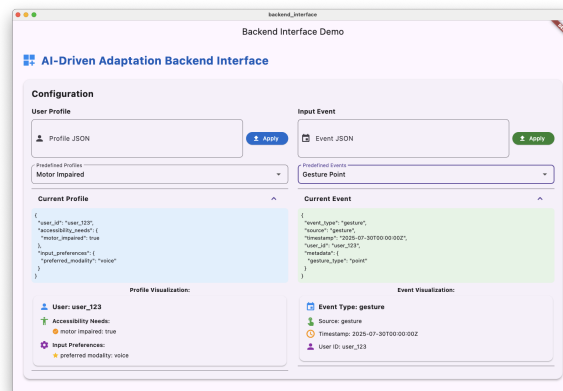 backend_interface
Backend Interface Demo
AI-Driven Adaptation Backend Interface
Configuration
User Profile
Profile JSON
Apply
Predefined Profiles
Motor Impaired
Current Profile
{
"user_id": "user_123",
"accessibility_needs": {
"motor_impaired": true
},
"input_preferences": {
"preferred_modality": "voice"
}
}
Profile Visualization:
User: user_123
Accessibility Needs:
motor impaired: true
Input Preferences:
preferred modality: voice
Input Event
Event JSON
Apply
Predefined Events
Gesture Point
Current Event
{
"event_type": "gesture",
"source": "gesture",
"timestamp": "2025-07-30T00:00:00Z",
"user_id": "user_123",
"metadata": {
"gesture_type": "point"
}
}
Event Visualization:
Event Type: gesture
Source: gesture
Timestamp: 2025-07-30T00:00:00Z
User ID: user_123